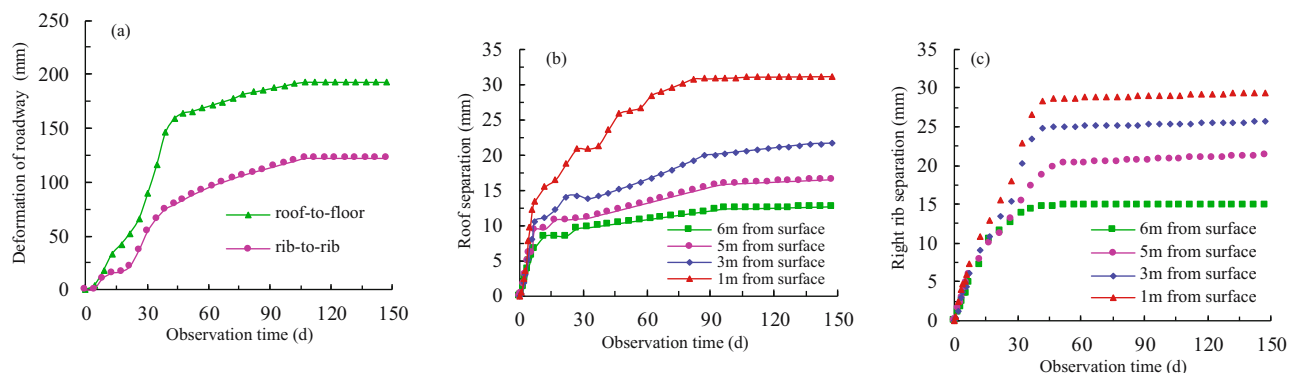 (a)
Deformation of roadway (mm)
250
200
150
100
50
0
roof-to-floor
rib-to-rib
0 30 60 90 120 150
Observation time (d)
(b)
Roof separation (mm)
35
30
25
20
15
10
5
0
6m from surface
5m from surface
3m from surface
1m from surface
0 30 60 90 120 150
Observation time (d)
(c)
Right rib separation (mm)
35
30
25
20
15
10
5
0
6m from surface
5m from surface
3m from surface
1m from surface
0 30 60 90 120 150
Observation time (d)